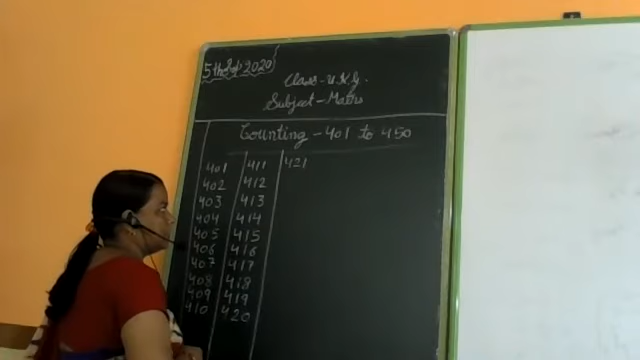 5th 2020
Class-U.K.G.
Subject-Maths
Counting - 401 to 450
401 411 421
402 412
403 413
404 414
405 415
406 416
407 417
408 418
409 419
410 420